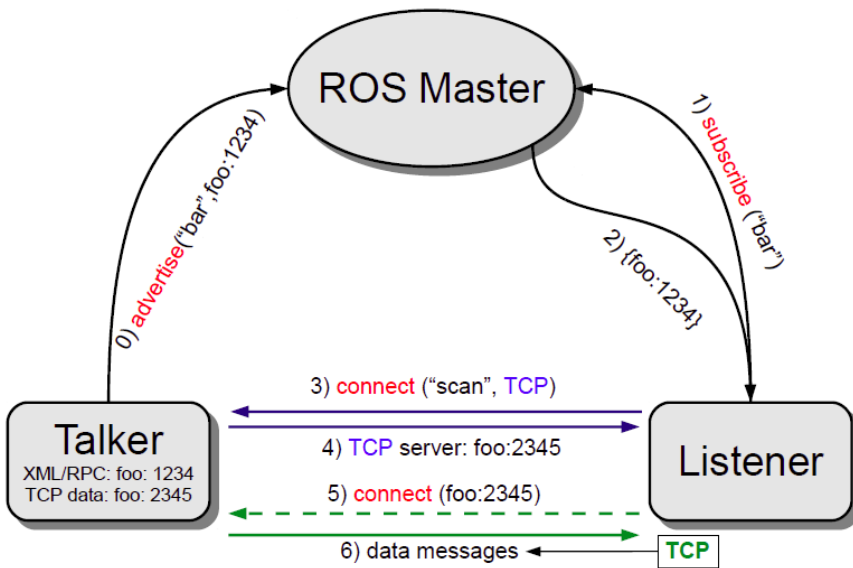 ROS Master
0) advertise(“bar”,foo:1234)
1) subscribe (“bar”)
2) {foo:1234}
3) connect (“scan”, TCP)
Talker
XML/RPC: foo: 1234
TCP data: foo: 2345
4) TCP server: foo:2345
Listener
5) connect (foo:2345)
6) data messages
TCP